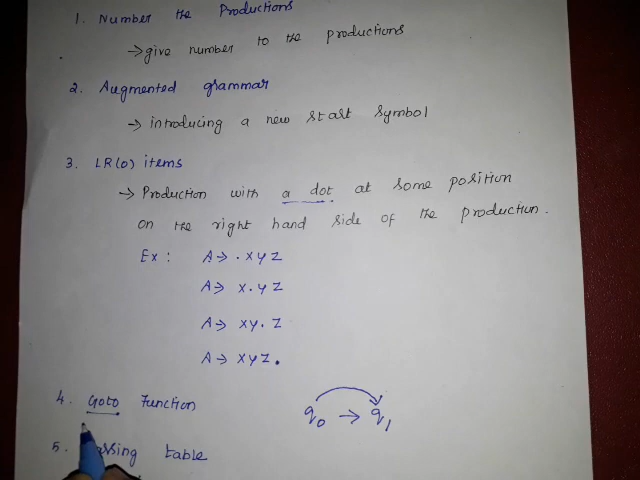 1. Number the Productions
→ give number to the productions
2. Augmented grammar
→ introducing a new start symbol
3. LR(0) items
→ Production with a dot at some position
on the right hand side of the production.
Ex: A → .XYZ
A → X.YZ
A → XY.Z
A → XYZ.
4. Goto Function
q0 → q1
5. table